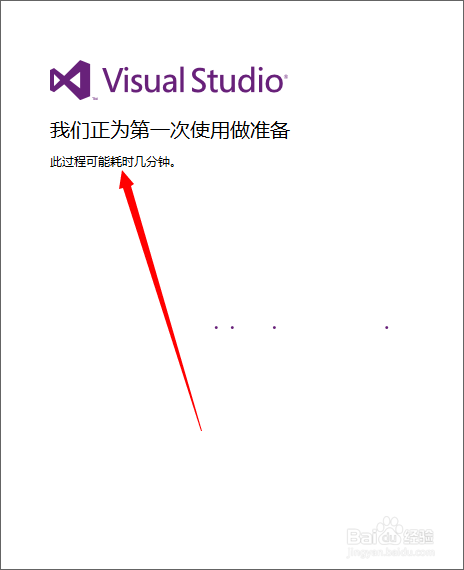 Visual Studio®
™
我们正为第一次使用做准备
此过程可能耗时几分钟。
Baidu经验
jingyan.baidu.com